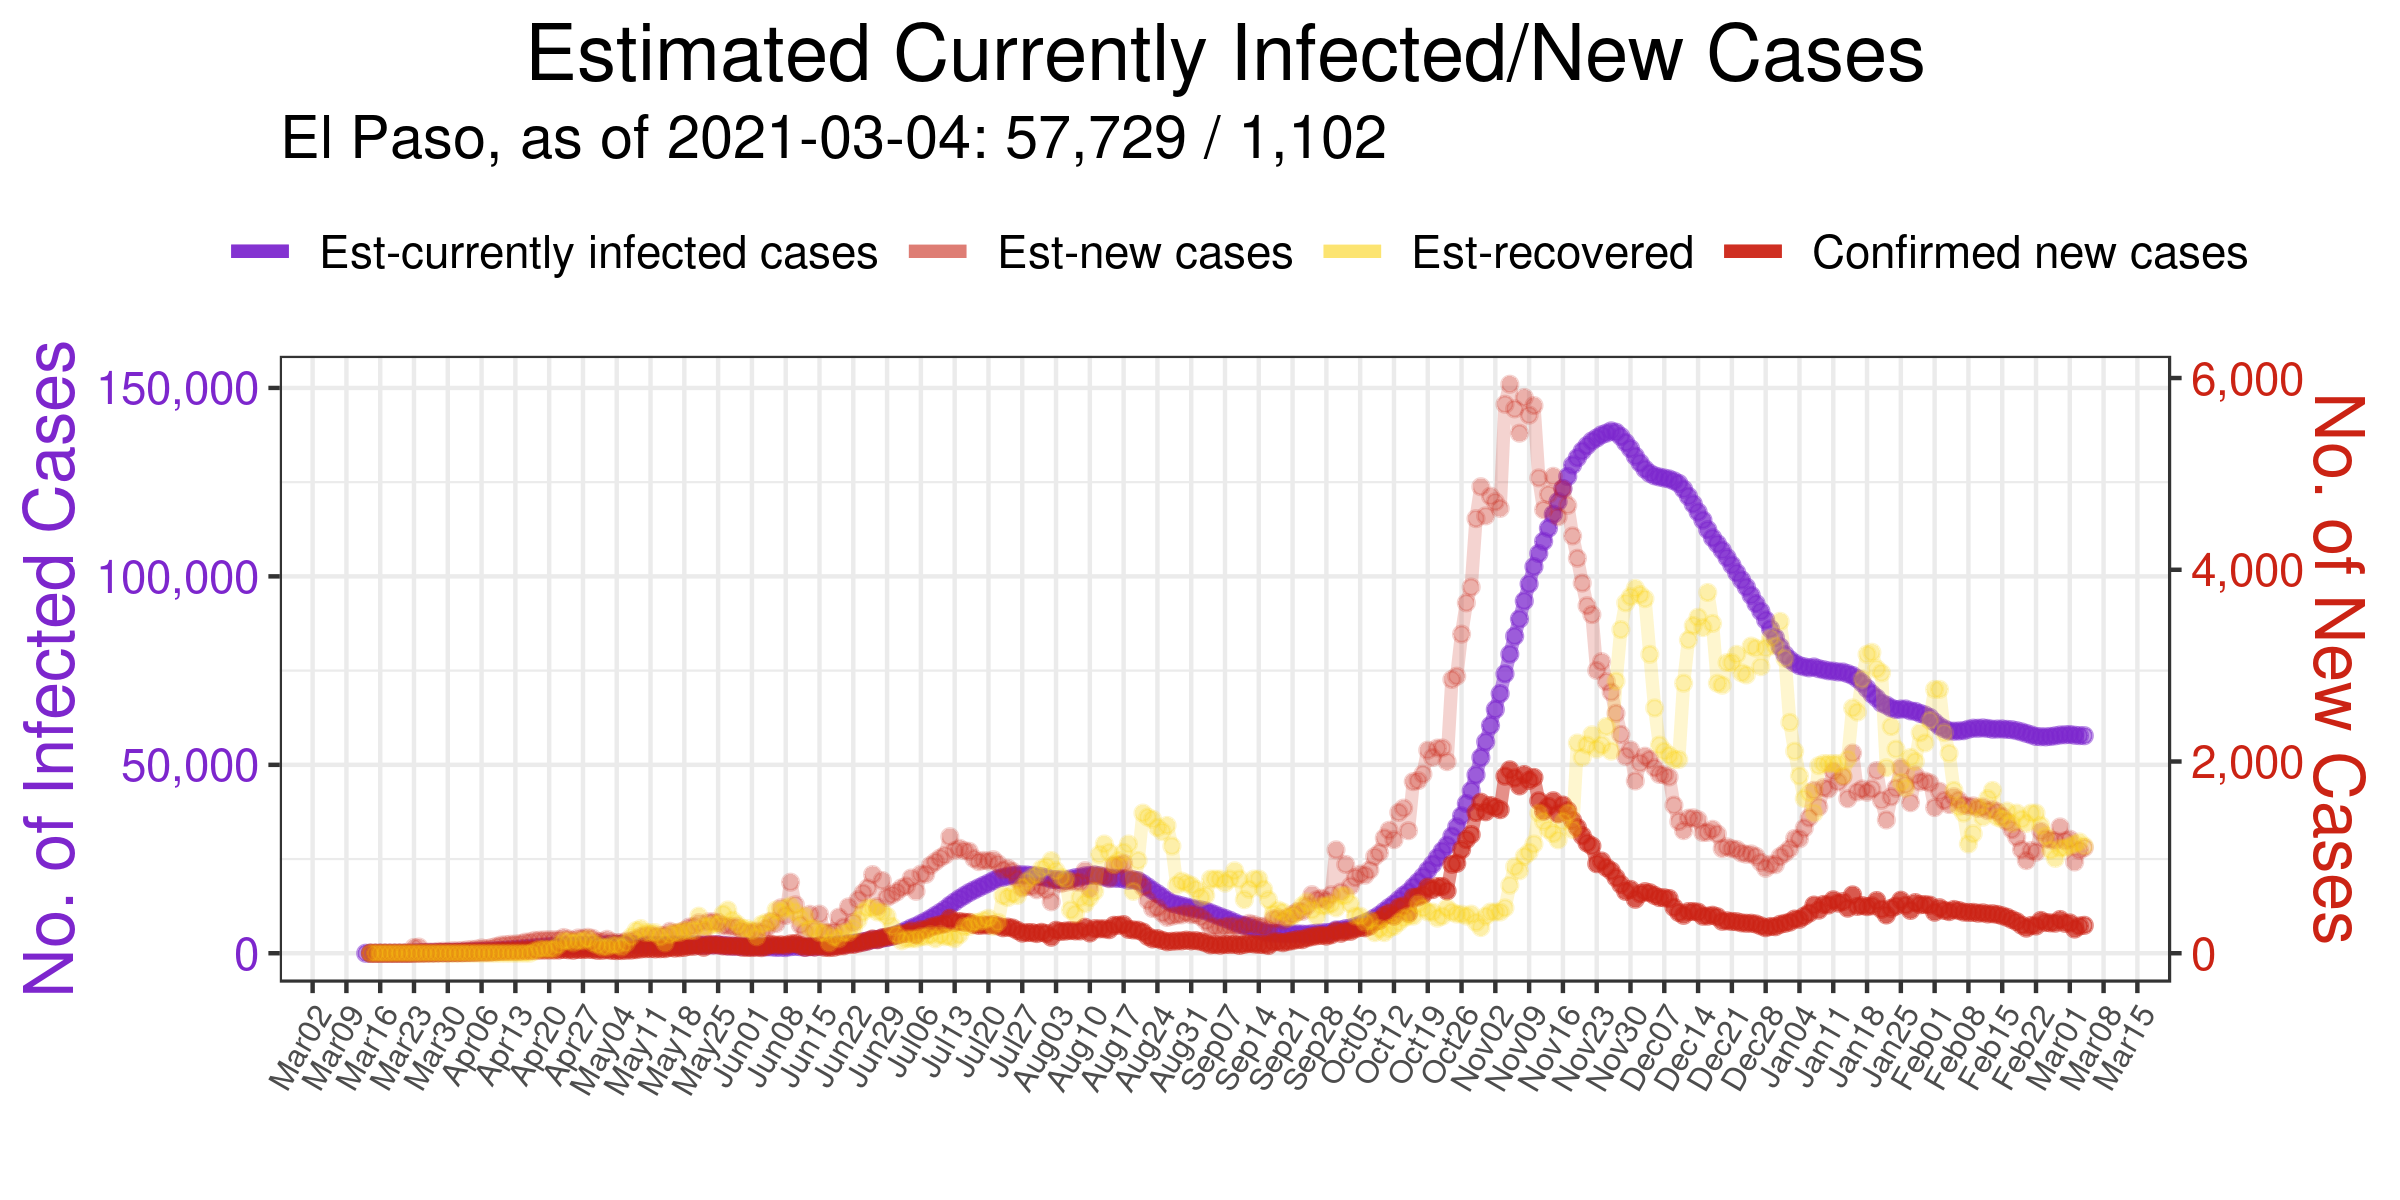 Estimated Currently Infected/New Cases
El Paso, as of 2021-03-04: 57,729 / 1,102
Est-currently infected cases Est-new cases Est-recovered Confirmed new cases
No. of Infected Cases
150,000
100,000
50,000
0
6,000
4,000
2,000
0
No. of New Cases
Mar02 Mar09 Mar16 Mar23 Mar30 Apr06 Apr13 Apr20 Apr27 May04 May11 May18 May25 Jun01 Jun08 Jun15 Jun22 Jun29 Jul06 Jul13 Jul20 Jul27 Aug03 Aug10 Aug17 Aug24 Aug31 Sep07 Sep14 Sep21 Sep28 Oct05 Oct12 Oct19 Oct26 Nov02 Nov09 Nov16 Nov23 Nov30 Dec07 Dec14 Dec21 Dec28 Jan04 Jan11 Jan18 Jan25 Feb01 Feb08 Feb15 Feb22 Mar01 Mar08 Mar15